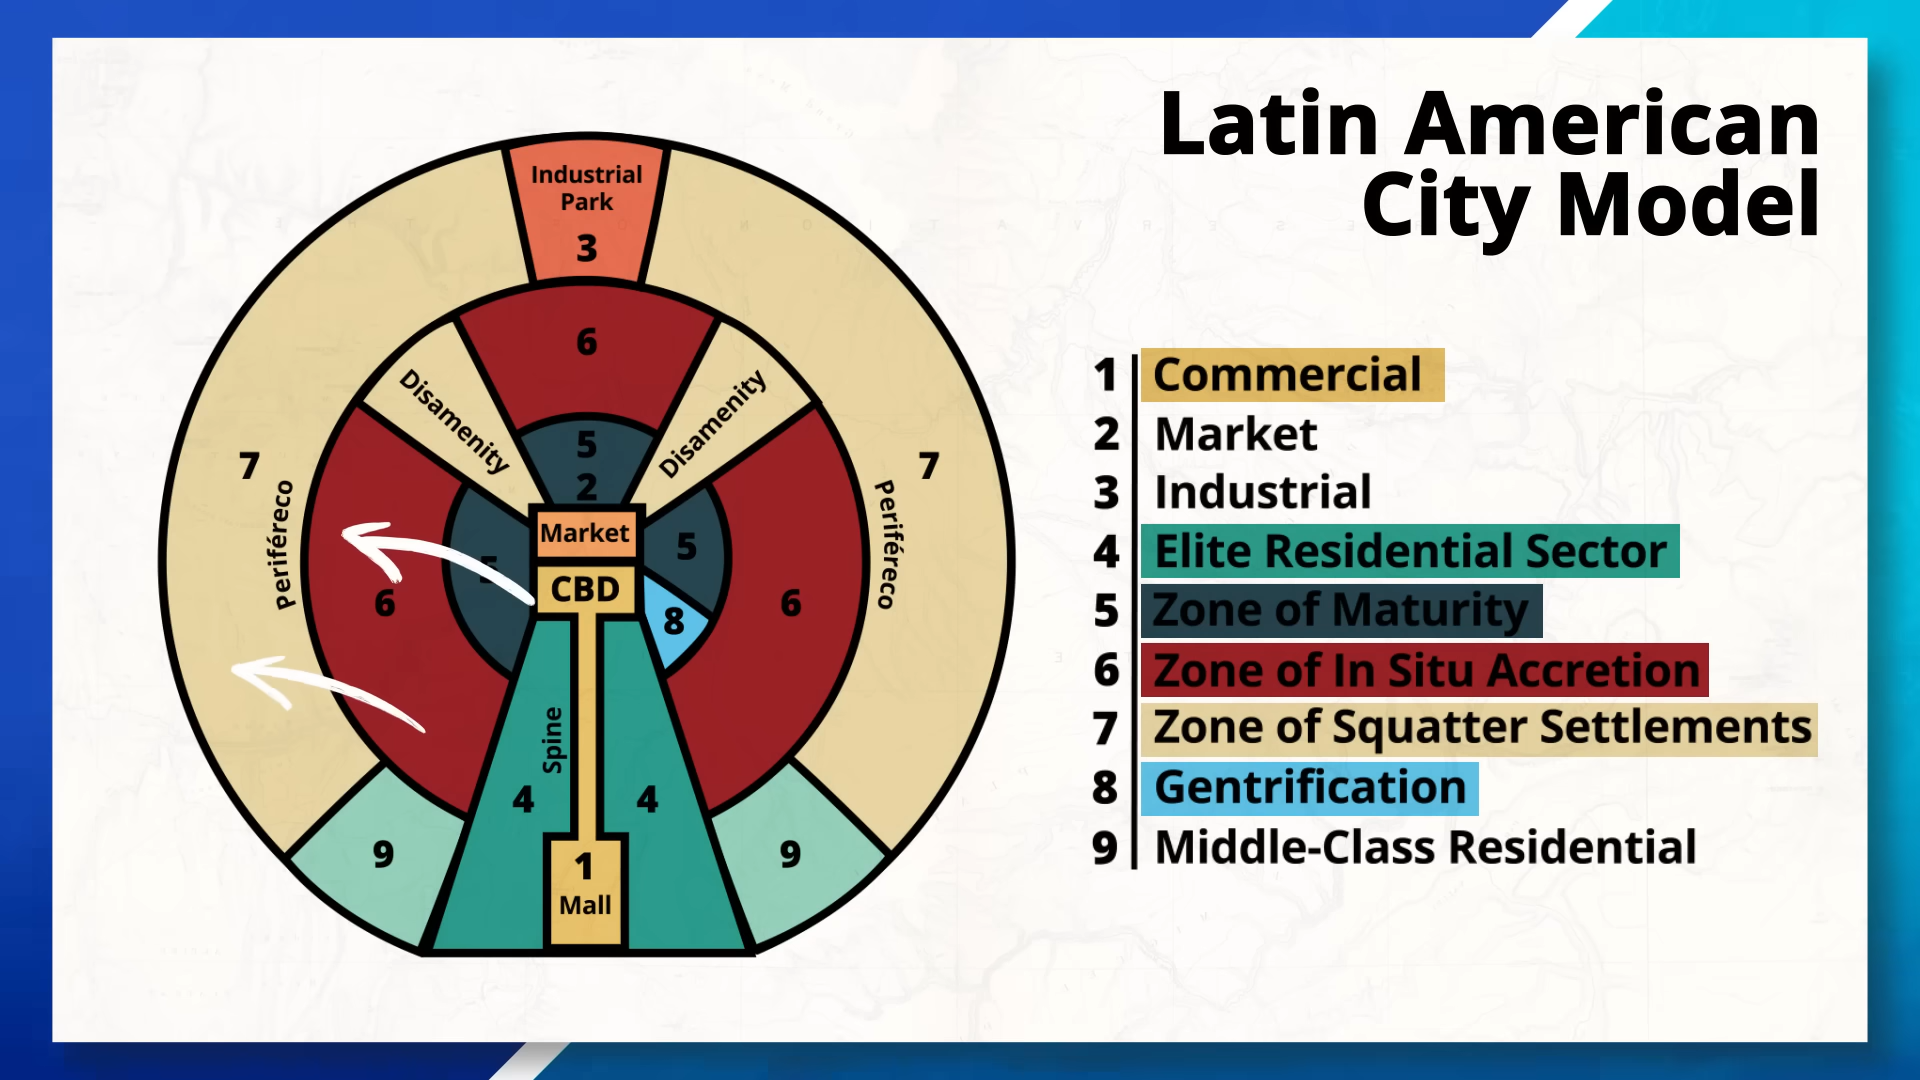 Latin American
City Model
Industrial
Park
3
6
Disamenity
Disamenity
5
2
7
7
Periféreco
Periféreco
Market
5
5
CBD
6
8
6
Spine
4
4
9
1
9
Mall
1 Commercial
2 Market
3 Industrial
4 Elite Residential Sector
5 Zone of Maturity
6 Zone of In Situ Accretion
7 Zone of Squatter Settlements
8 Gentrification
9 Middle-Class Residential